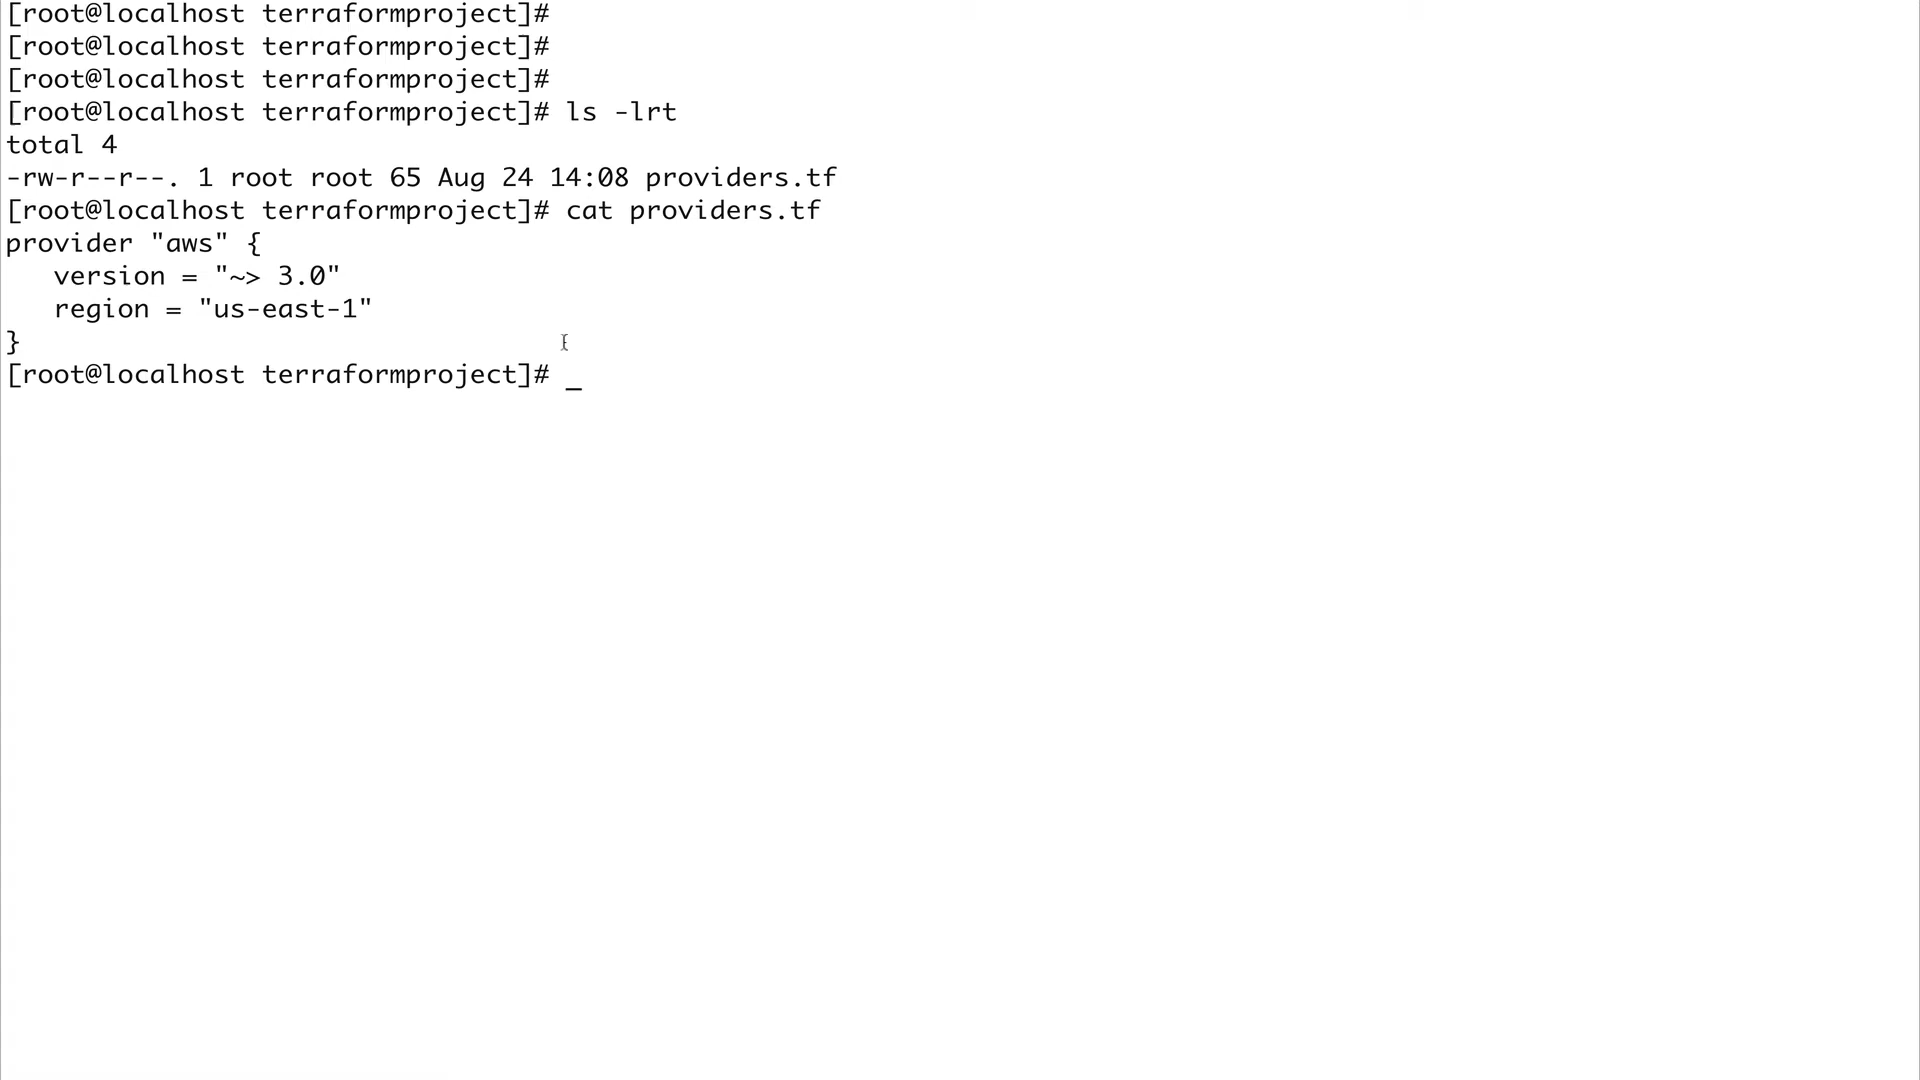 [root@localhost terraformproject]#
[root@localhost terraformproject]#
[root@localhost terraformproject]#
[root@localhost terraformproject]# ls -lrt
total 4
-rw-r--r--. 1 root root 65 Aug 24 14:08 providers.tf
[root@localhost terraformproject]# cat providers.tf
provider "aws" {
   version = "~> 3.0"
   region = "us-east-1"
}
[root@localhost terraformproject]# _